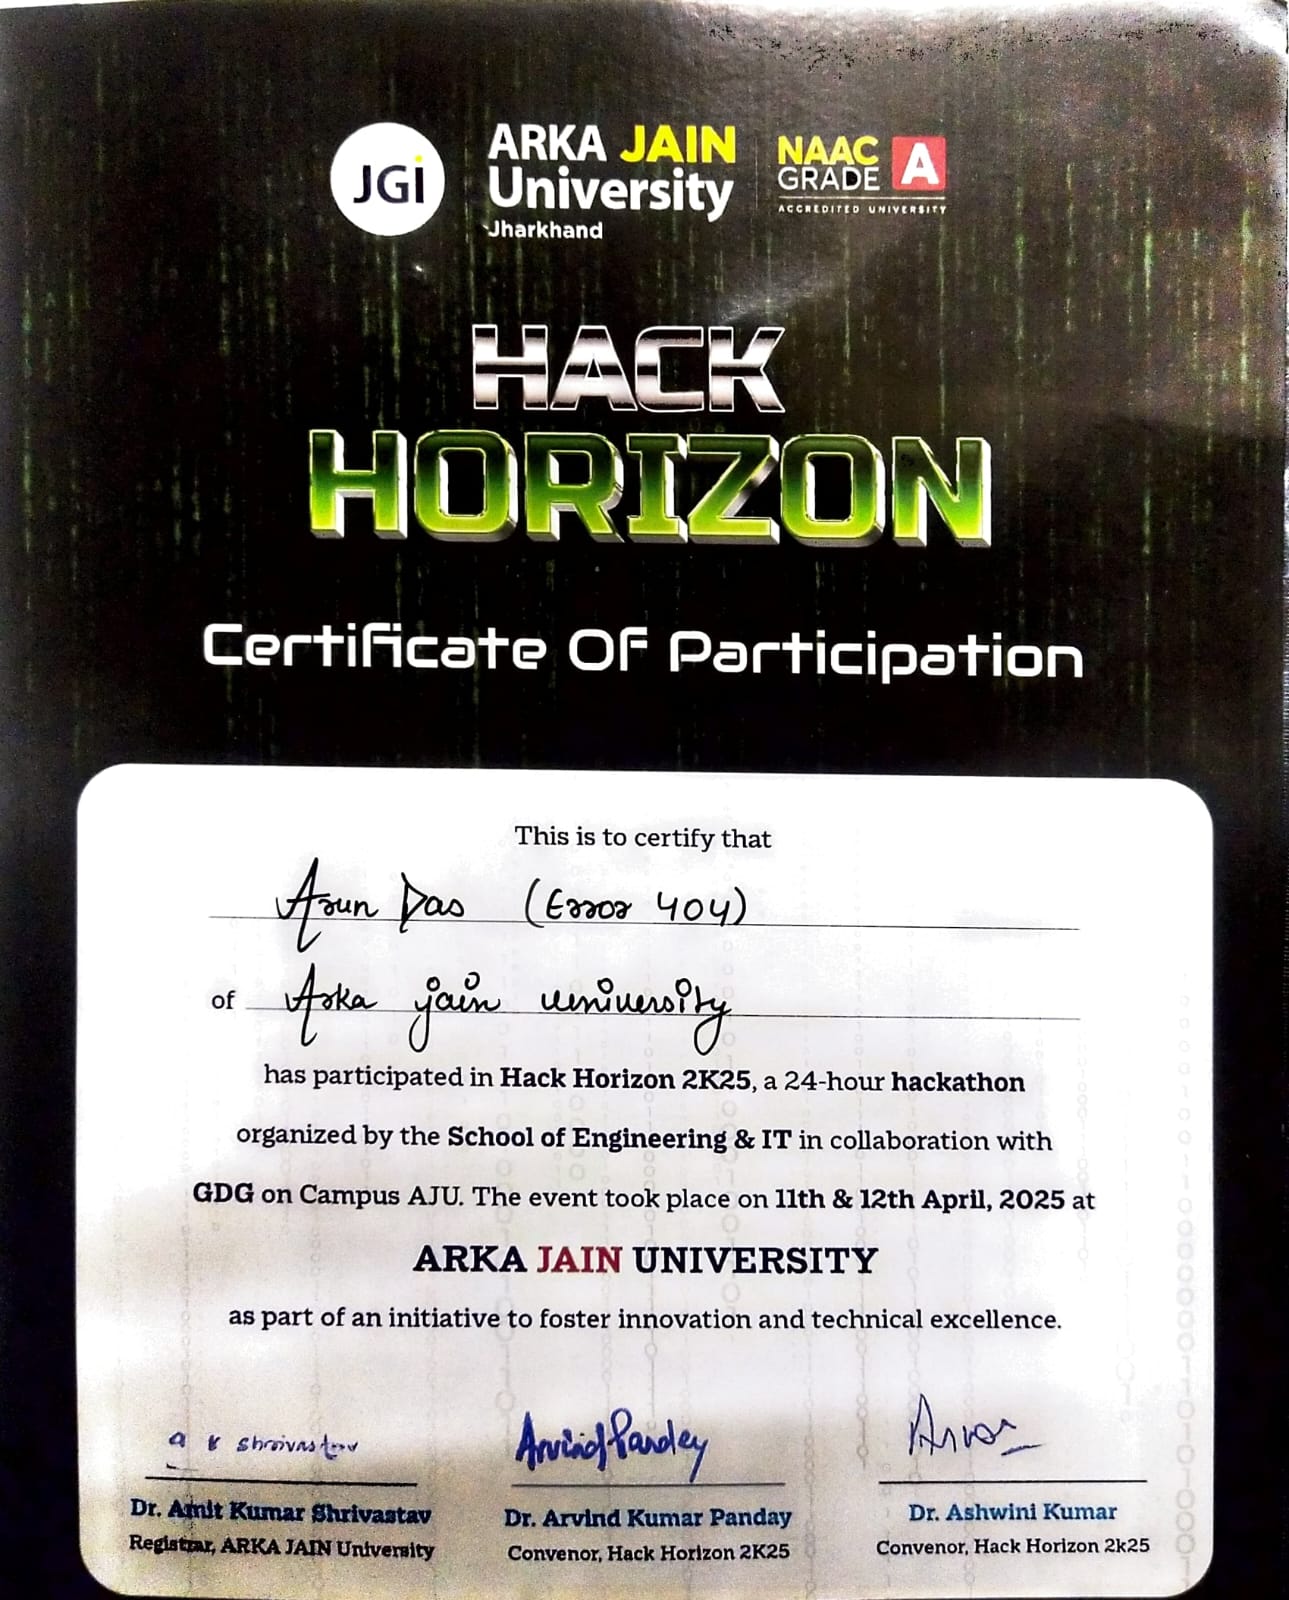 JGi
ARKA JAIN
University
Jharkhand
NAAC
GRADE A
ACCREDITED UNIVERSITY
HACK
HORIZON
Certificate Of Participation
This is to certify that
Arun Das (Error 404)
of Arka jain university
has participated in Hack Horizon 2K25, a 24-hour hackathon
organized by the School of Engineering & IT in collaboration with
GDG on Campus AJU. The event took place on 11th & 12th April, 2025 at
ARKA JAIN UNIVERSITY
as part of an initiative to foster innovation and technical excellence.
a k shrivastav
Arvind Pandey
Dr. Amit Kumar Shrivastav
Registrar, ARKA JAIN University
Dr. Arvind Kumar Panday
Convenor, Hack Horizon 2K25
Dr. Ashwini Kumar
Convenor, Hack Horizon 2k25